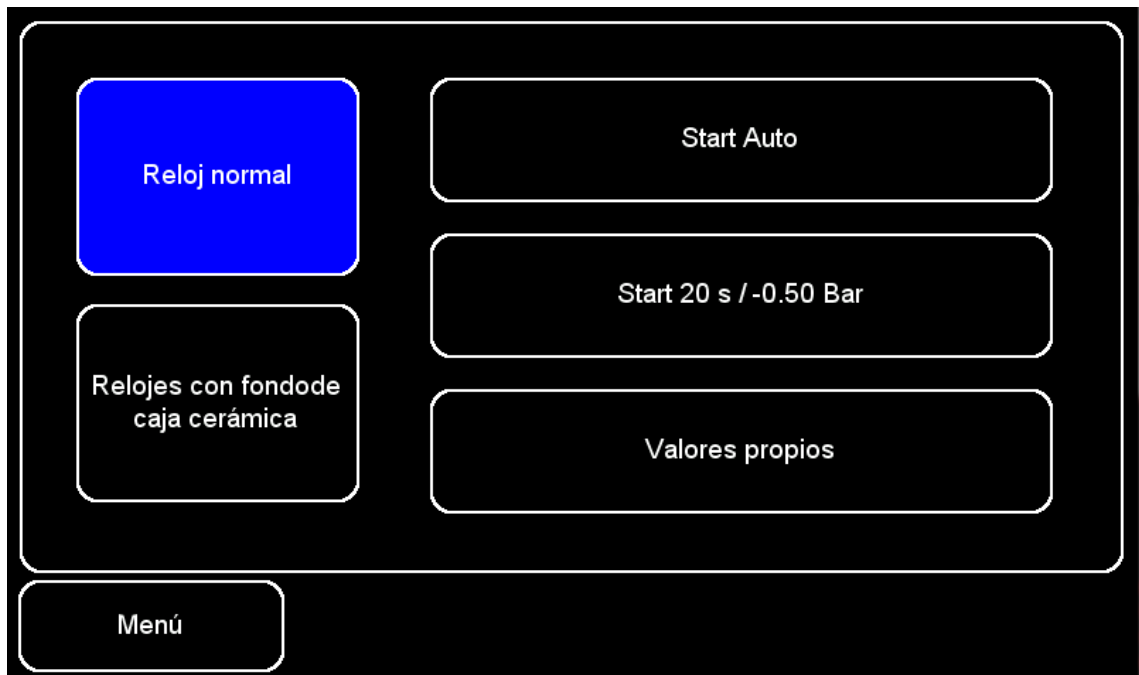 Reloj normal
Relojes con fondode
caja cerámica
Start Auto
Start 20 s / -0.50 Bar
Valores propios
Menú